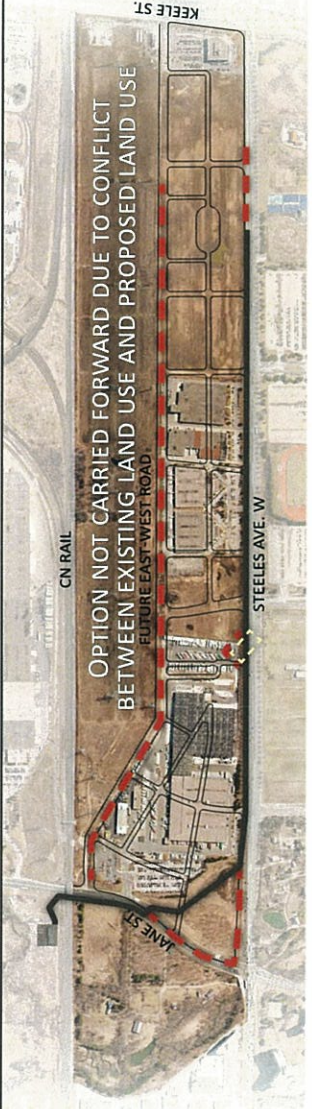 KEELE ST.
OPTION NOT CARRIED FORWARD DUE TO CONFLICT
BETWEEN EXISTING LAND USE AND PROPOSED LAND USE
FUTURE EAST-WEST ROAD
CN RAIL
STEELES AVE. W
JANE ST.